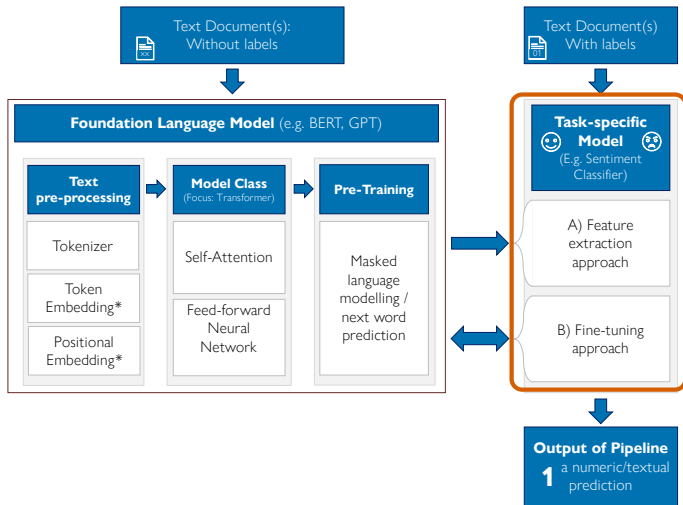 Text Document(s):
Without labels
xx
Text Document(s)
With labels
01
Foundation Language Model (e.g. BERT, GPT)
Text
pre-processing
Model Class
(Focus: Transformer)
Pre-Training
Tokenizer
Token
Embedding*
Positional
Embedding*
Self-Attention
Feed-forward
Neural
Network
Masked
language
modelling /
next word
prediction
Task-specific
Model
(E.g. Sentiment
Classifier)
A) Feature
extraction
approach
B) Fine-tuning
approach
Output of Pipeline
1 a numeric/textual
prediction